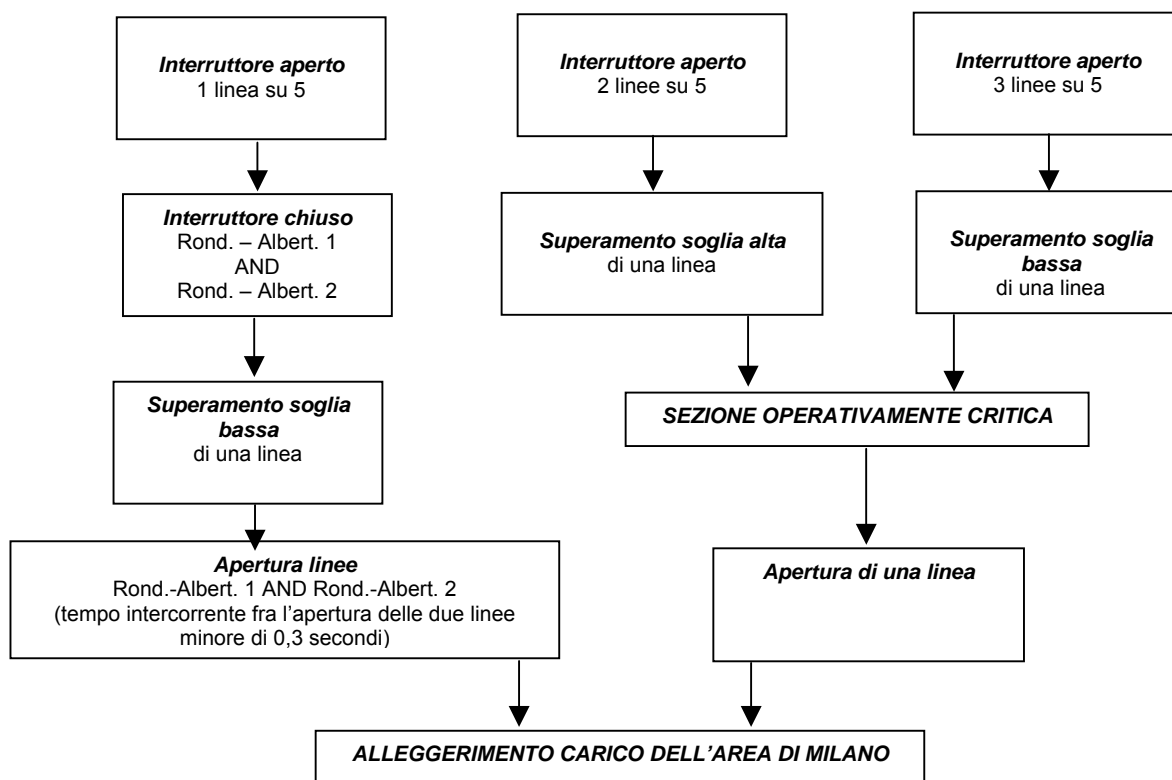 Interruttore aperto
1 linea su 5
Interruttore aperto
2 linee su 5
Interruttore aperto
3 linee su 5
Interruttore chiuso
Rond. – Albert. 1
AND
Rond. – Albert. 2
Superamento soglia alta
di una linea
Superamento soglia
bassa
di una linea
Superamento soglia
bassa
di una linea
SEZIONE OPERATIVAMENTE CRITICA
Apertura linee
Rond.-Albert. 1 AND Rond.-Albert. 2
(tempo intercorrente fra l’apertura delle due linee
minore di 0,3 secondi)
Apertura di una linea
ALLEGGERIMENTO CARICO DELL’AREA DI MILANO